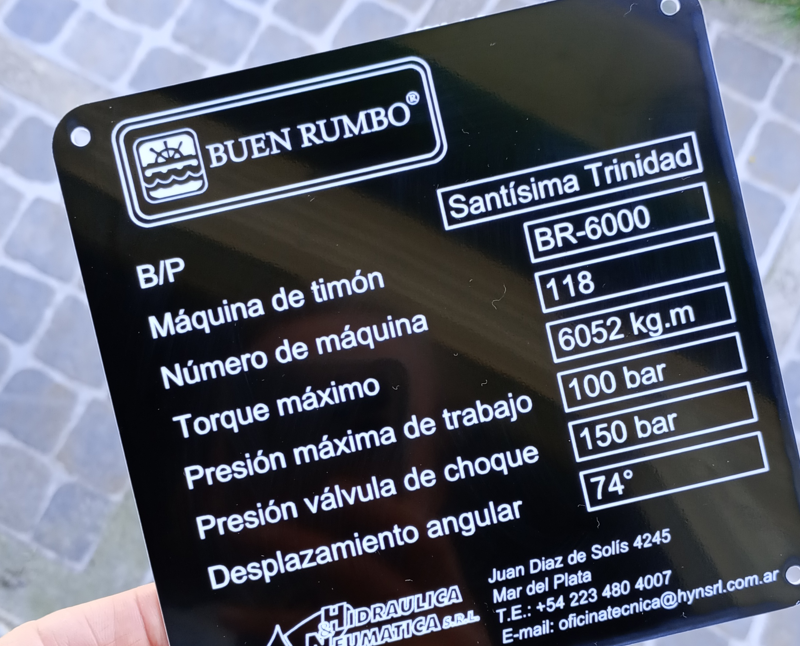 BUEN RUMBO®
B/P Santísima Trinidad
Máquina de timón BR-6000
Número de máquina 118
Torque máximo 6052 kg.m
Presión máxima de trabajo 100 bar
Presión válvula de choque 150 bar
Desplazamiento angular 74°
HIDRAULICA
& NEUMATICA S.R.L
Juan Diaz de Solís 4245
Mar del Plata
T.E.: +54 223 480 4007
E-mail: oficinatecnica@hynsrl.com.ar